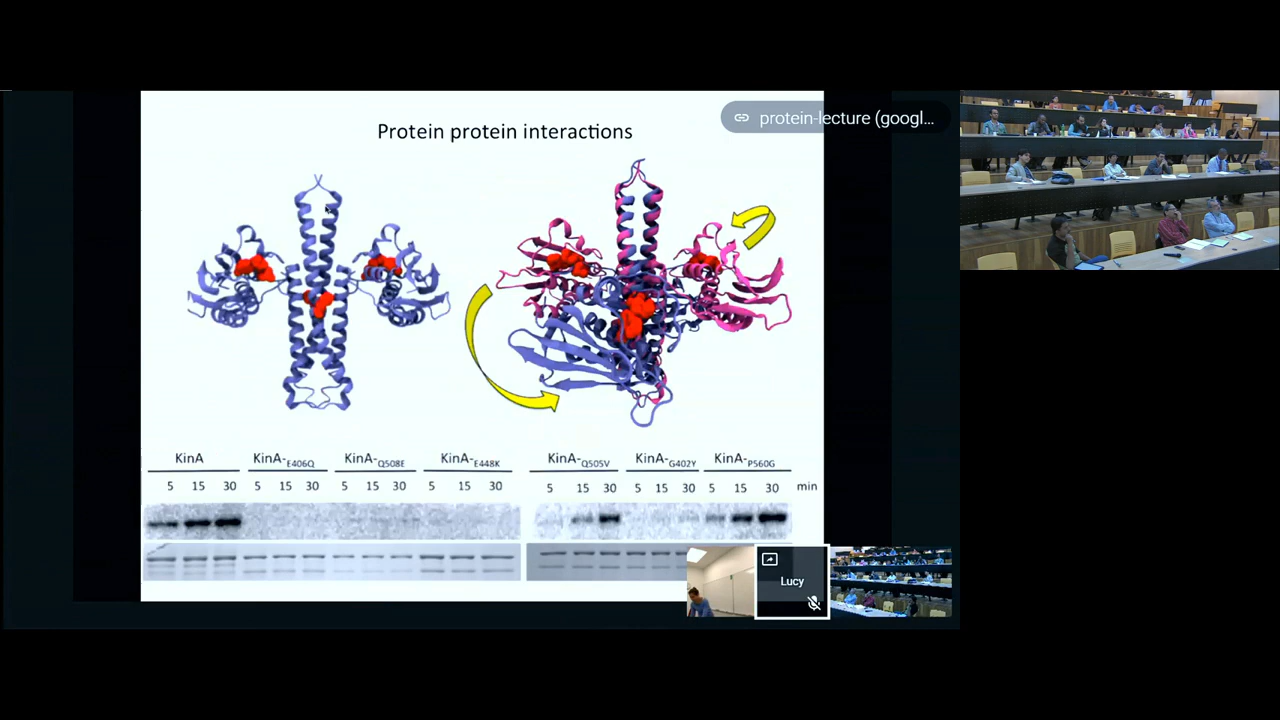 Protein protein interactions
protein-lecture (googl...
KinA KinA-E406Q KinA-Q508E KinA-E448K KinA-Q505V KinA-G402Y KinA-P560G
5 15 30 5 15 30 5 15 30 5 15 30 5 15 30 5 15 30 5 15 30 min
Lucy